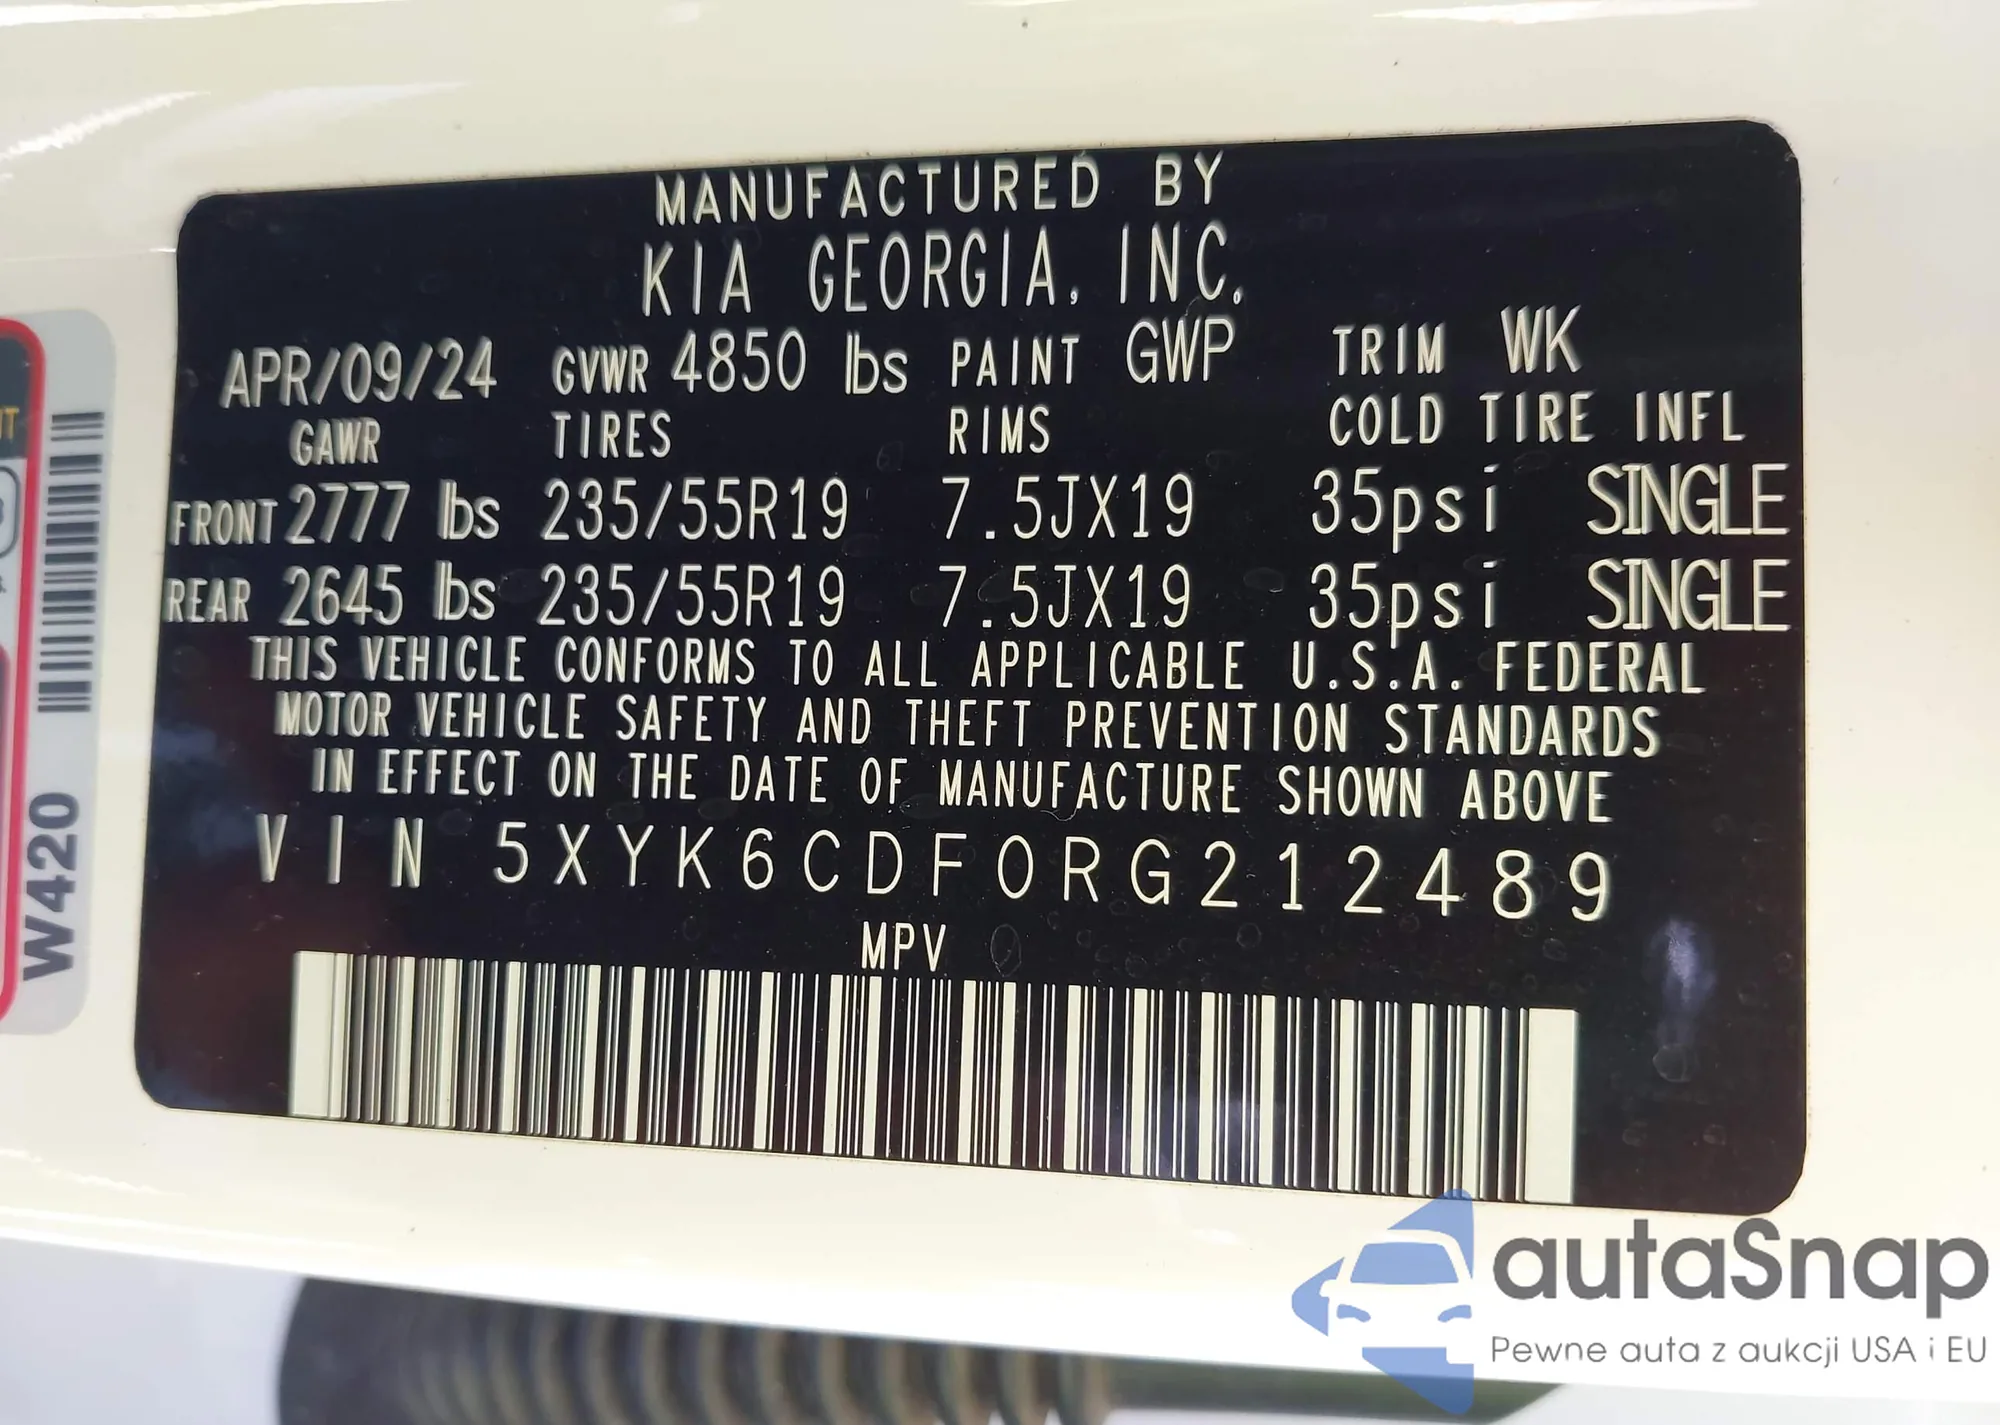 MANUFACTURED BY
KIA GEORGIA, INC.
APR/09/24 GVWR 4850 lbs PAINT GWP TRIM WK
GAWR TIRES RIMS COLD TIRE INFL
FRONT 2777 lbs 235/55R19 7.5JX19 35psi SINGLE
REAR 2645 lbs 235/55R19 7.5JX19 35psi SINGLE
THIS VEHICLE CONFORMS TO ALL APPLICABLE U.S.A. FEDERAL
MOTOR VEHICLE SAFETY AND THEFT PREVENTION STANDARDS
IN EFFECT ON THE DATE OF MANUFACTURE SHOWN ABOVE
VIN 5XYK6CDF0RG212489
MPV
W420
autaSnap
Pewne auta z aukcji USA i EU